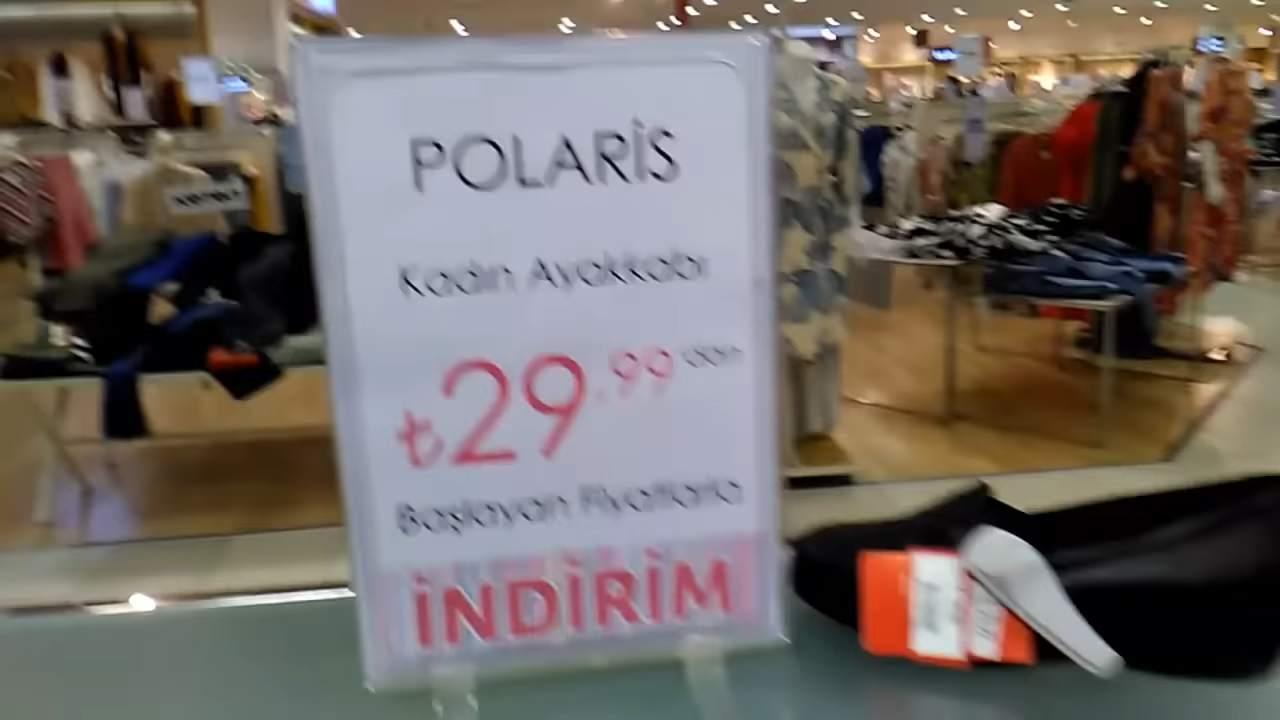 POLARİS
Kadın Ayakkabı
₺29.99 dan
Başlayan Fiyatlarla
İNDİRİM